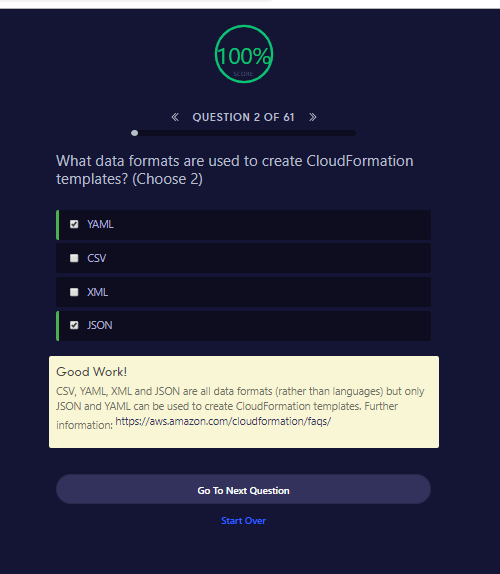 100%
SCORE
QUESTION 2 OF 61
What data formats are used to create CloudFormation
templates? (Choose 2)
YAML
CSV
XML
JSON
Good Work!
CSV, YAML, XML and JSON are all data formats (rather than languages) but only
JSON and YAML can be used to create CloudFormation templates. Further
information: https://aws.amazon.com/cloudformation/faqs/
Go To Next Question
Start Over